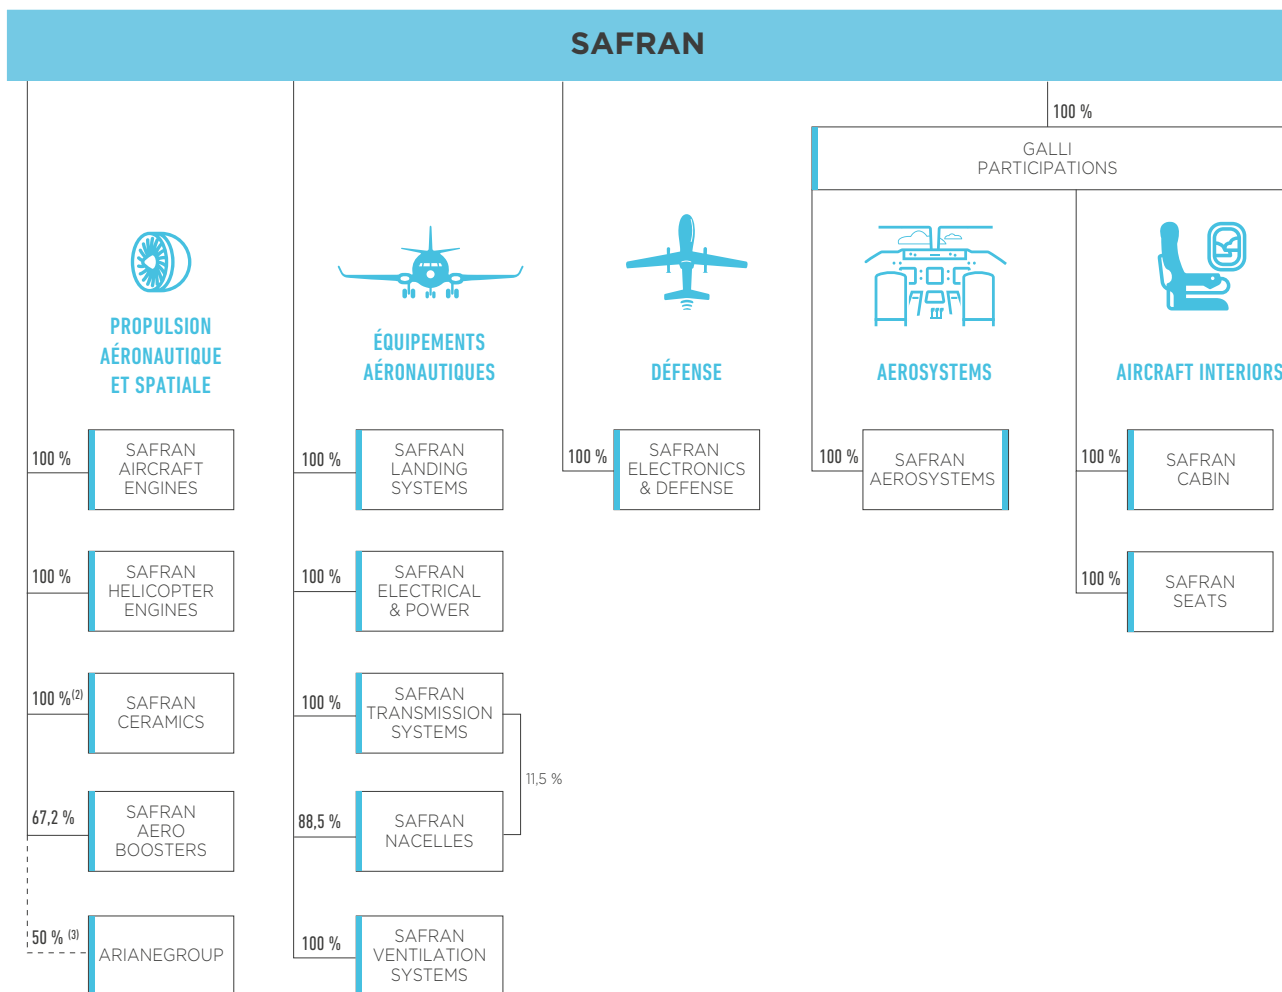 SAFRAN
100 %
GALLI
PARTICIPATIONS
PROPULSION
AÉRONAUTIQUE
ET SPATIALE
ÉQUIPEMENTS
AÉRONAUTIQUES
DÉFENSE
AEROSYSTEMS
AIRCRAFT INTERIORS
100 %
SAFRAN
AIRCRAFT
ENGINES
100 %
SAFRAN
LANDING
SYSTEMS
100 %
SAFRAN
ELECTRONICS
& DEFENSE
100 %
SAFRAN
AEROSYSTEMS
100 %
SAFRAN
CABIN
100 %
SAFRAN
HELICOPTER
ENGINES
100 %
SAFRAN
ELECTRICAL
& POWER
100 %
SAFRAN
SEATS
100 %(2)
SAFRAN
CERAMICS
100 %
SAFRAN
TRANSMISSION
SYSTEMS
11,5 %
67,2 %
SAFRAN
AERO
BOOSTERS
88,5 %
SAFRAN
NACELLES
50 % (3)
ARIANEGROUP
100 %
SAFRAN
VENTILATION
SYSTEMS